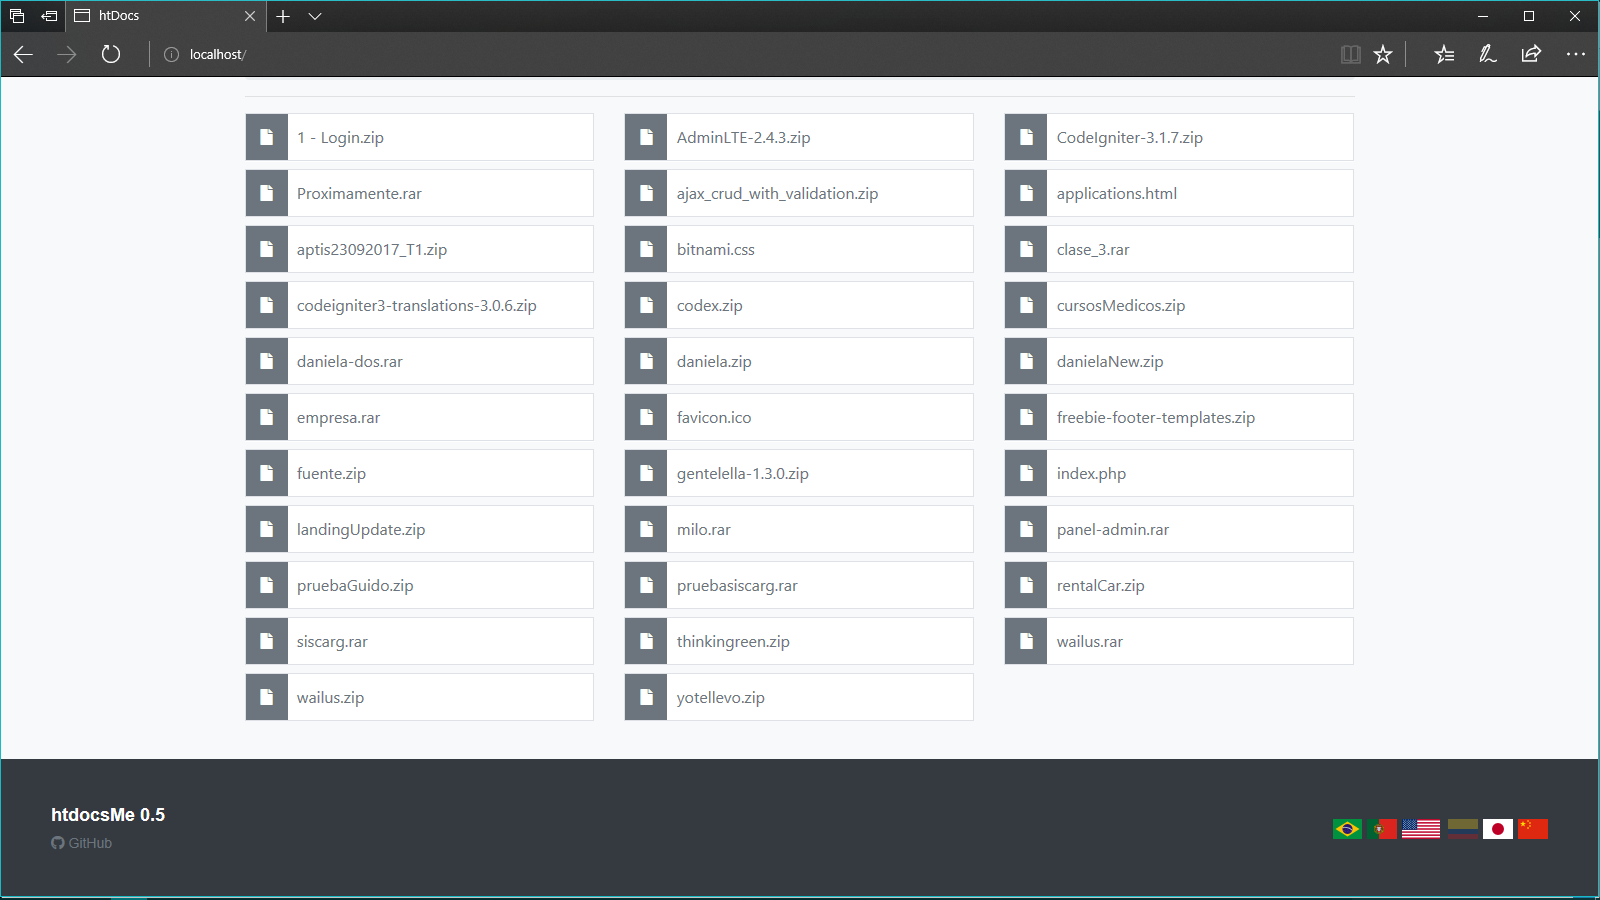 htDocs
localhost/
1 - Login.zip
AdminLTE-2.4.3.zip
CodeIgniter-3.1.7.zip
Proximamente.rar
ajax_crud_with_validation.zip
applications.html
aptis23092017_T1.zip
bitnami.css
clase_3.rar
codeigniter3-translations-3.0.6.zip
codex.zip
cursosMedicos.zip
daniela-dos.rar
daniela.zip
danielaNew.zip
empresa.rar
favicon.ico
freebie-footer-templates.zip
fuente.zip
gentelella-1.3.0.zip
index.php
landingUpdate.zip
milo.rar
panel-admin.rar
pruebaGuido.zip
pruebasiscarg.rar
rentalCar.zip
siscarg.rar
thinkingreen.zip
wailus.rar
wailus.zip
yotellevo.zip
htdocsMe 0.5
GitHub